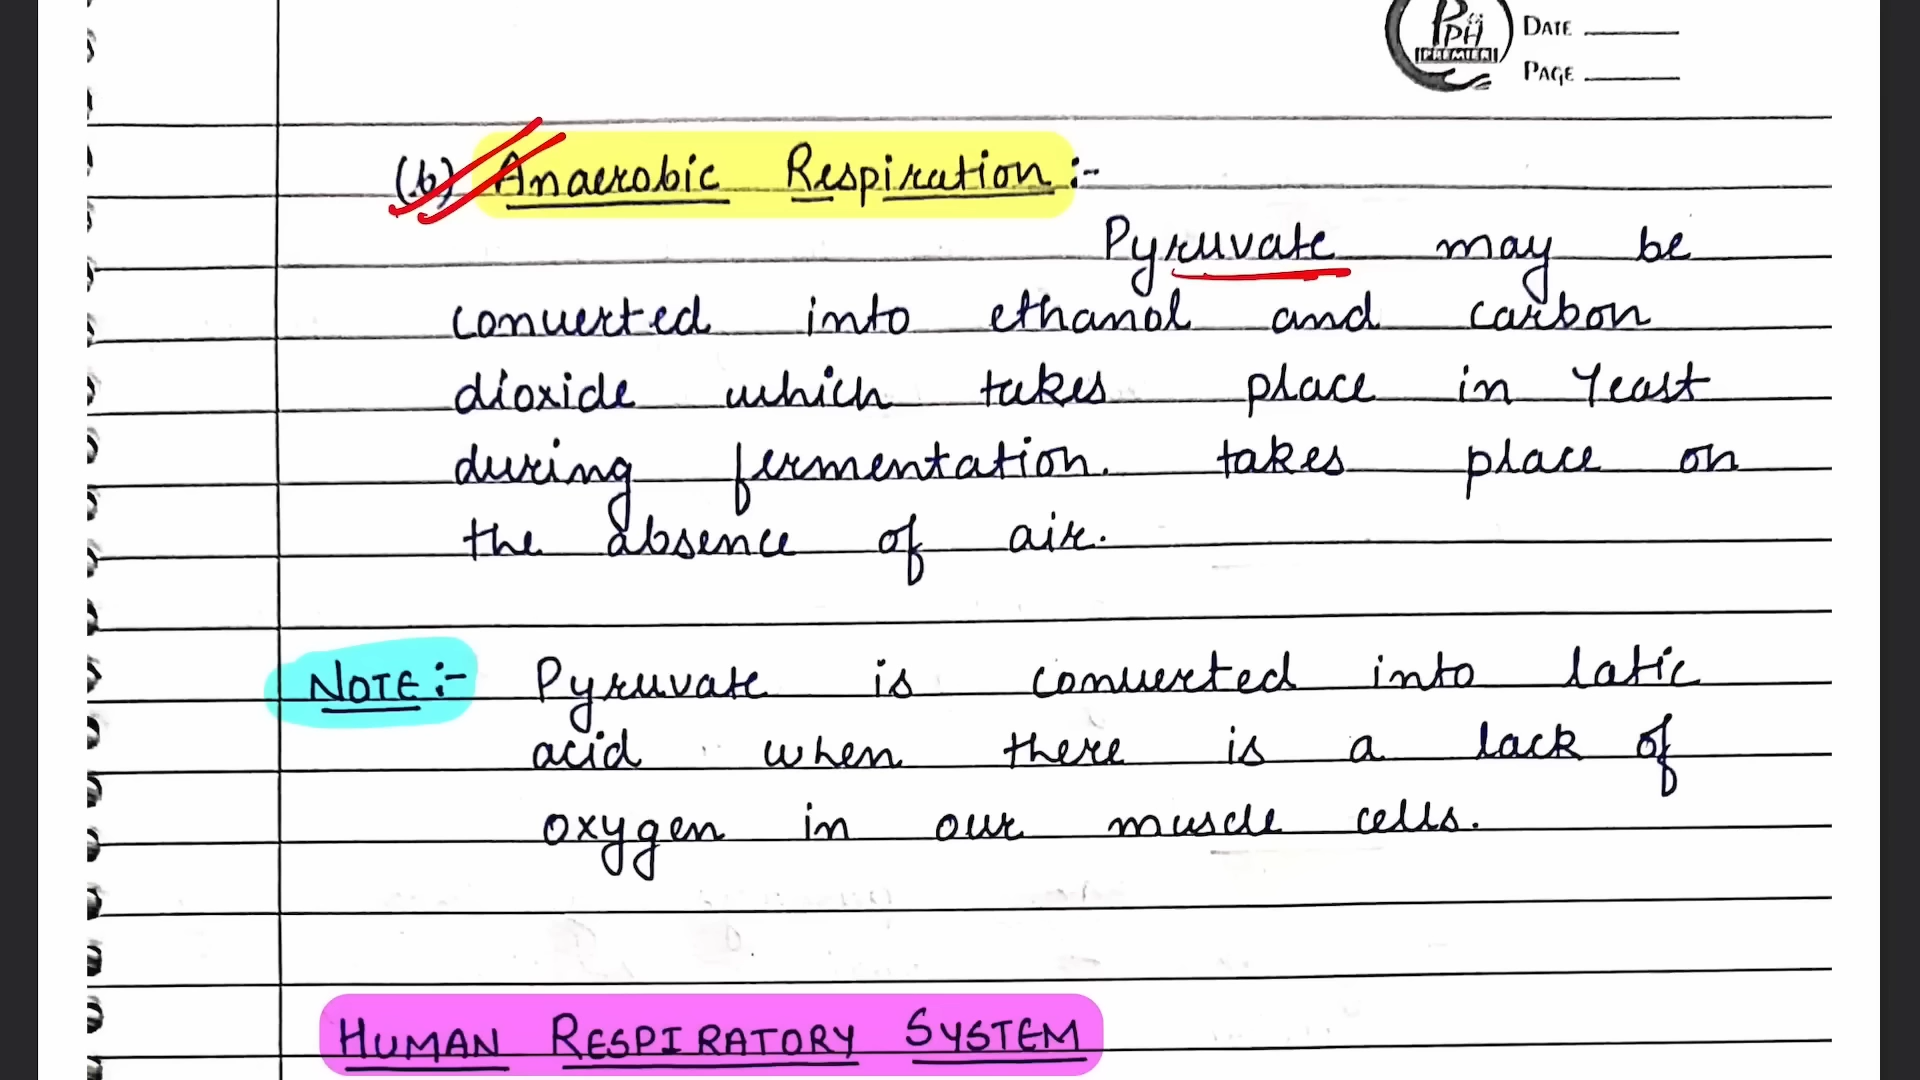 PPH
PREMIER
DATE
PAGE
(b) Anaerobic Respiration :-
Pyruvate may be
converted into ethanol and carbon
dioxide which takes place in Yeast
during fermentation. takes place on
the absence of air.
NOTE :- Pyruvate is converted into latic
acid when there is a lack of
oxygen in our muscle cells.
HUMAN RESPIRATORY SYSTEM